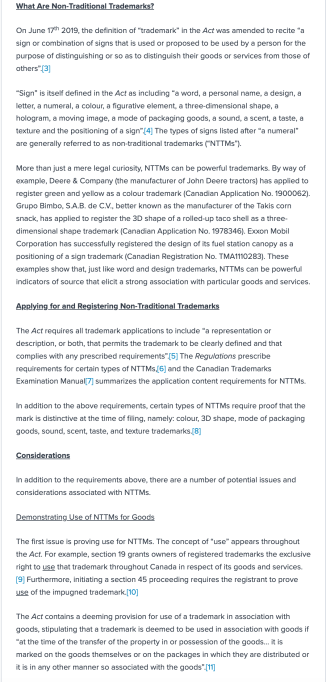 What Are Non-Traditional Trademarks?
On June 17th 2019, the definition of "trademark" in the Act was amended to recite "a
sign or combination of signs that is used or proposed to be used by a person for the
purpose of distinguishing or so as to distinguish their goods or services from those of
others".[3]
"Sign" is itself defined in the Act as including "a word, a personal name, a design, a
letter, a numeral, a colour, a figurative element, a three-dimensional shape, a
hologram, a moving image, a mode of packaging goods, a sound, a scent, a taste, a
texture and the positioning of a sign".[4] The types of signs listed after "a numeral"
are generally referred to as non-traditional trademarks ("NTTMs").
More than just a mere legal curiosity, NTTMs can be powerful trademarks. By way of
example, Deere & Company (the manufacturer of John Deere tractors) has applied to
register green and yellow as a colour trademark (Canadian Application No. 1900062).
Grupo Bimbo, S.A.B. de C.V., better known as the manufacturer of the Takis corn
snack, has applied to register the 3D shape of a rolled-up taco shell as a three-
dimensional shape trademark (Canadian Application No. 1978346). Exxon Mobil
Corporation has successfully registered the design of its fuel station canopy as a
positioning of a sign trademark (Canadian Registration No. TMA1110283). These
examples show that, just like word and design trademarks, NTTMs can be powerful
indicators of source that elicit a strong association with particular goods and services.
Applying for and Registering Non-Traditional Trademarks
The Act requires all trademark applications to include "a representation or
description, or both, that permits the trademark to be clearly defined and that
complies with any prescribed requirements".[5] The Regulations prescribe
requirements for certain types of NTTMs,[6] and the Canadian Trademarks
Examination Manual[7] summarizes the application content requirements for NTTMs.
In addition to the above requirements, certain types of NTTMs require proof that the
mark is distinctive at the time of filing, namely: colour, 3D shape, mode of packaging
goods, sound, scent, taste, and texture trademarks.[8]
Considerations
In addition to the requirements above, there are a number of potential issues and
considerations associated with NTTMs.
Demonstrating Use of NTTMs for Goods
The first issue is proving use for NTTMs. The concept of "use" appears throughout
the Act. For example, section 19 grants owners of registered trademarks the exclusive
right to use that trademark throughout Canada in respect of its goods and services.
[9] Furthermore, initiating a section 45 proceeding requires the registrant to prove
use of the impugned trademark.[10]
The Act contains a deeming provision for use of a trademark in association with
goods, stipulating that a trademark is deemed to be used in association with goods if
"at the time of the transfer of the property in or possession of the goods... it is
marked on the goods themselves or on the packages in which they are distributed or
it is in any other manner so associated with the goods".[11]